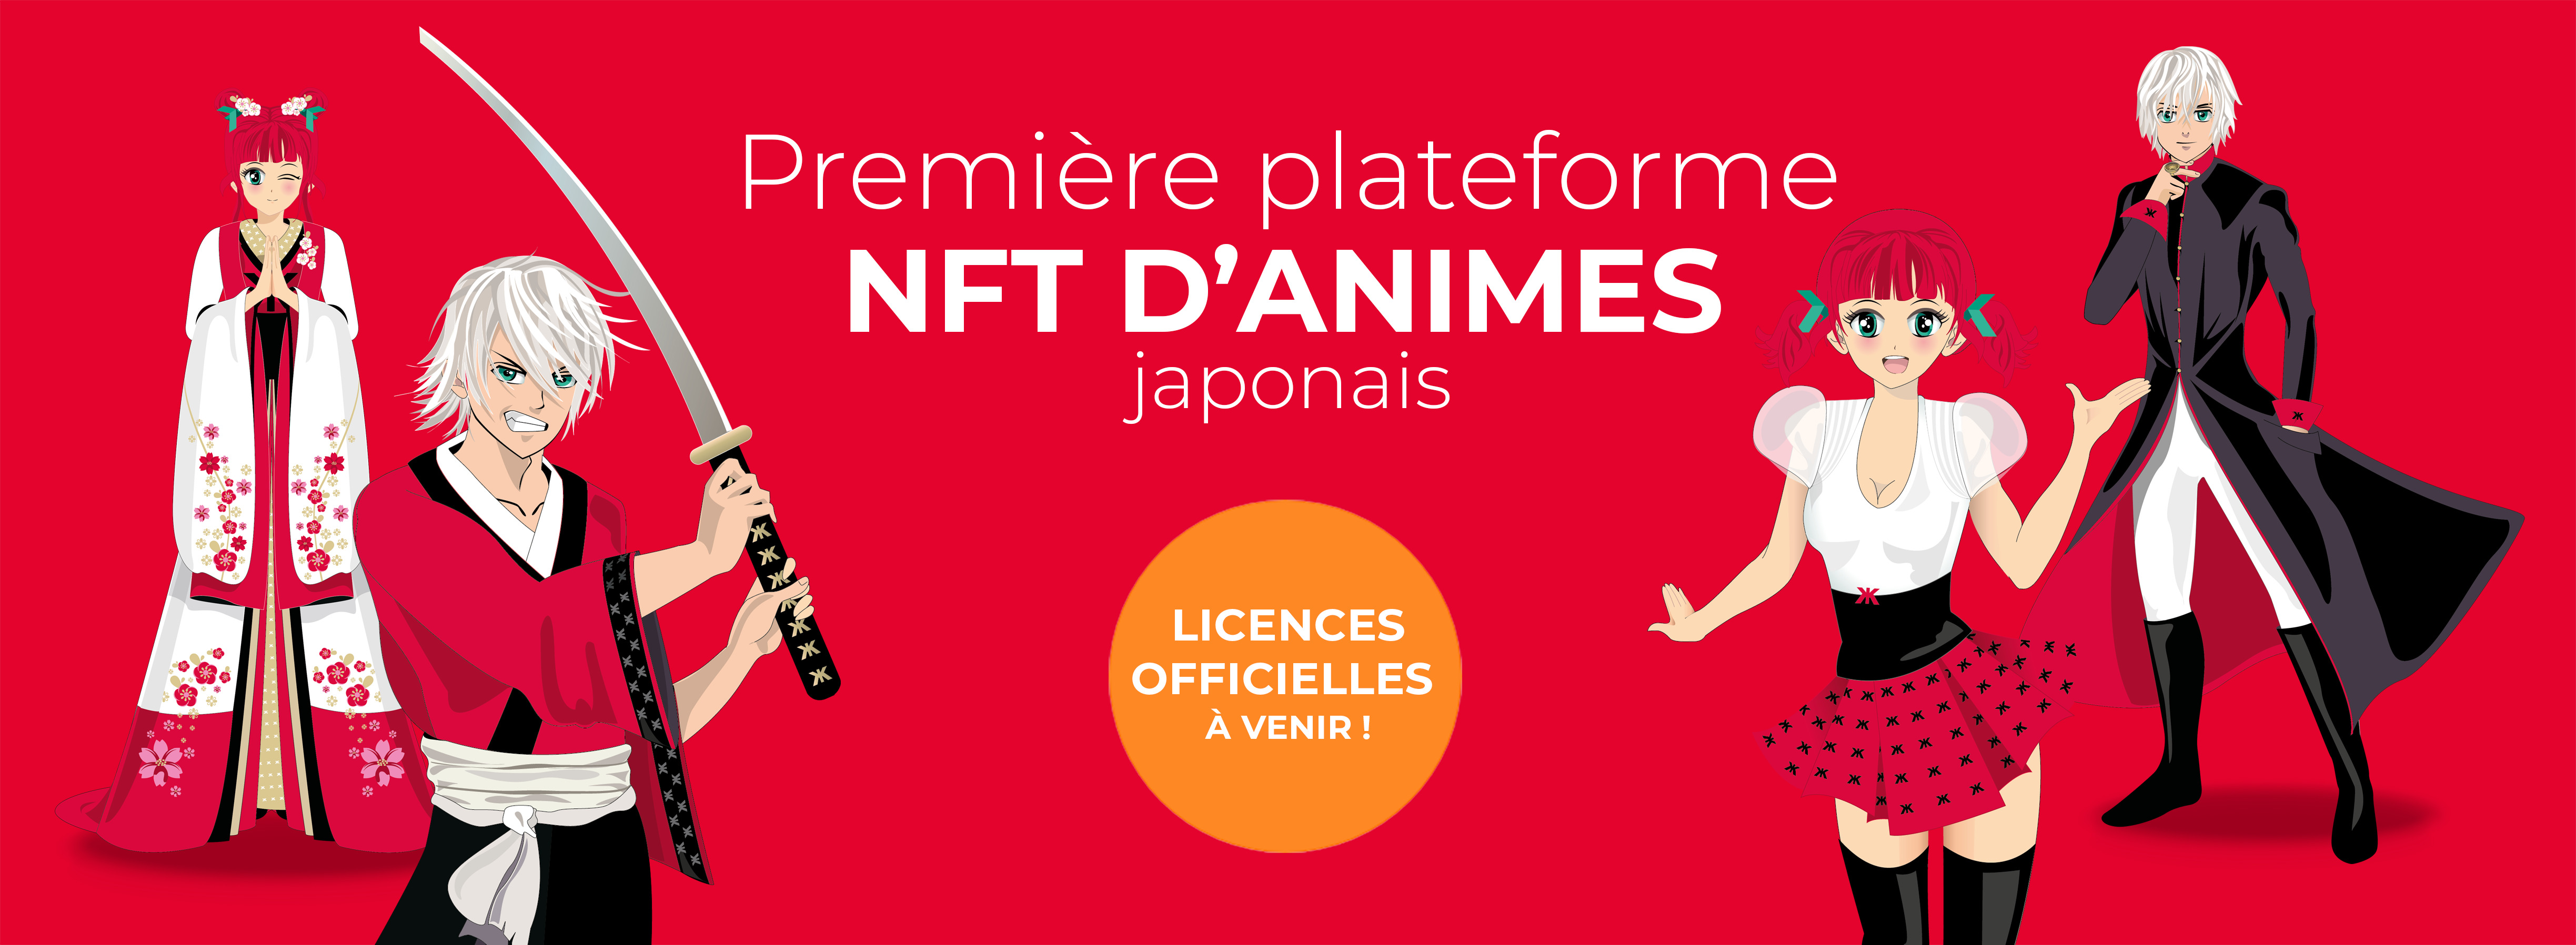 Première plateforme
NFT D’ANIMES
japonais
LICENCES
OFFICIELLES
À VENIR !